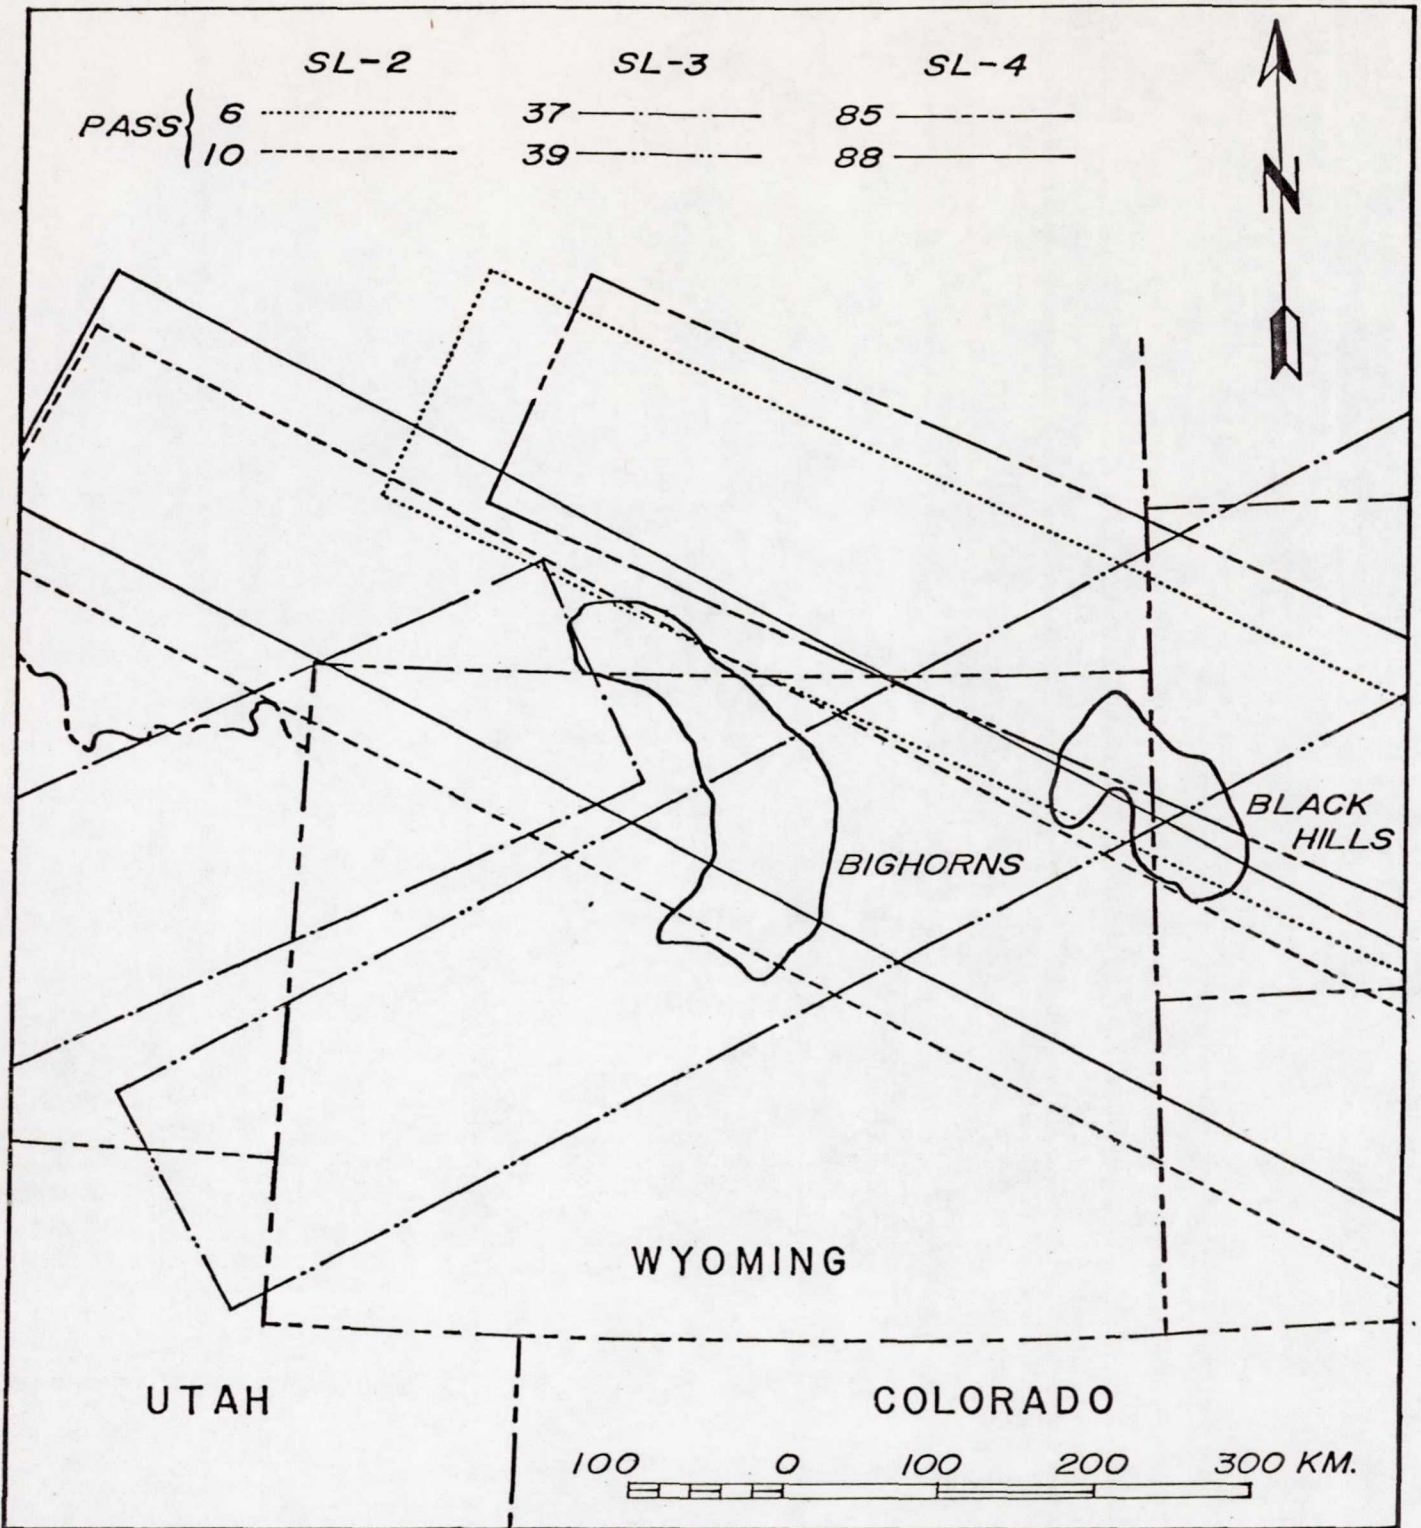 SL-2 SL-3 SL-4
PASS 6 37 85
10 39 88
N
BLACK
HILLS
BIGHORNS
WYOMING
UTAH
COLORADO
100 0 100 200 300 KM.